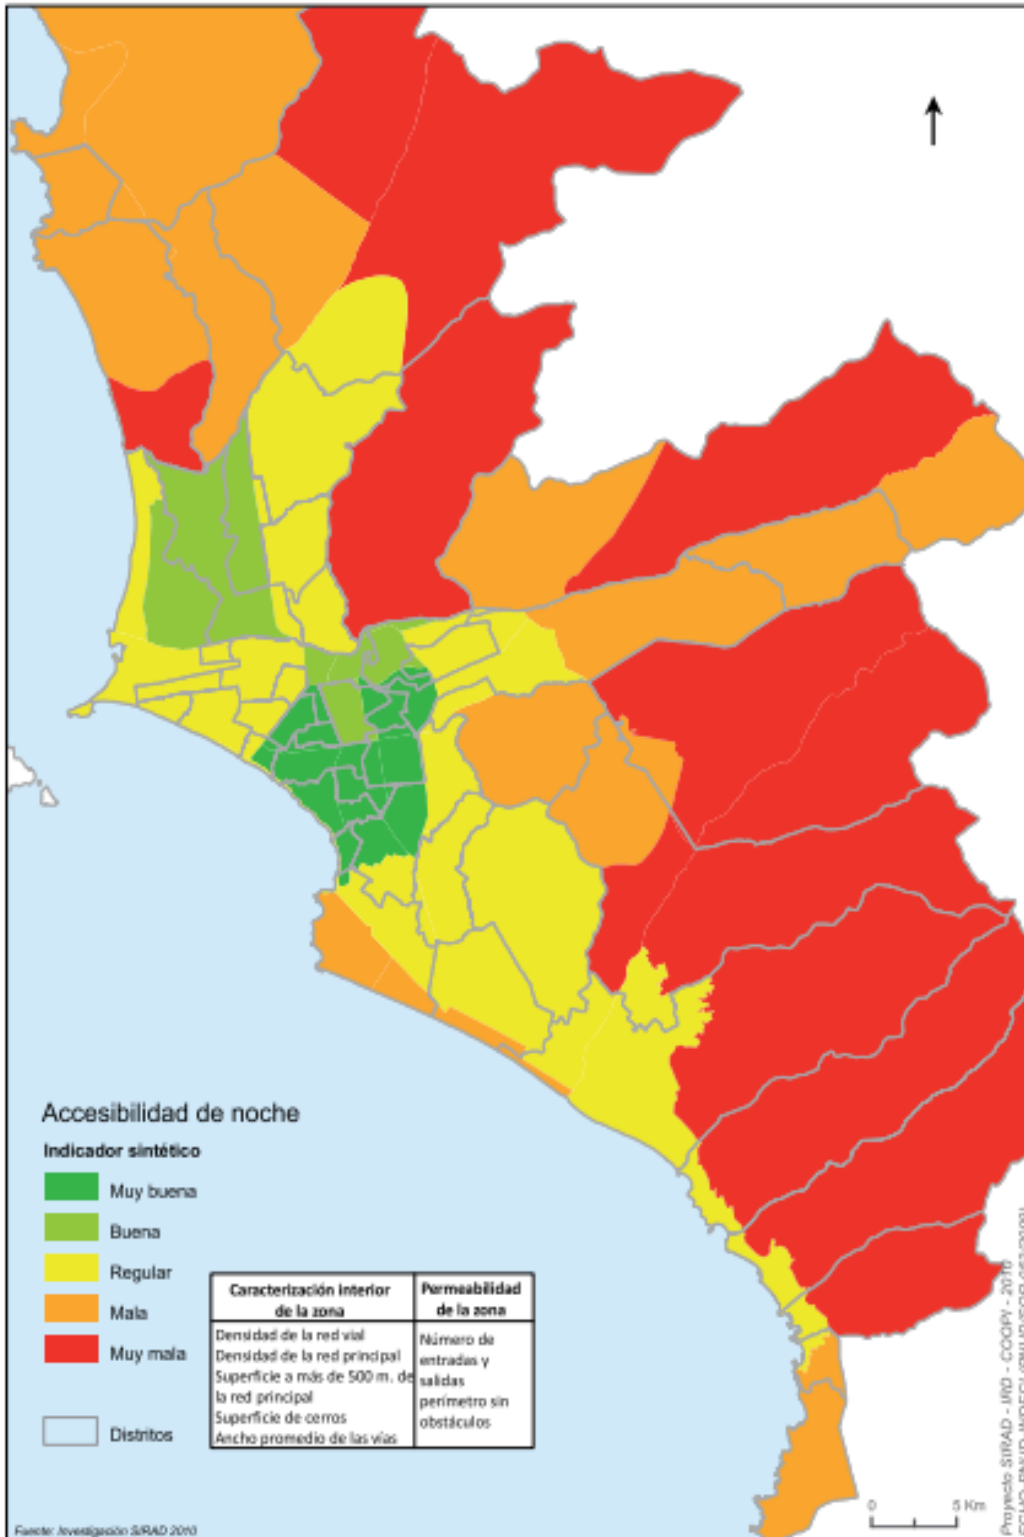 Accesibilidad de noche
Indicador sintético
Muy buena
Buena
Regular
Mala
Muy mala
Distritos
Caracterización interior
de la zona
Densidad de la red vial
Densidad de la red principal
Superficie a más de 500 m. de
la red principal
Superficie de cerros
Ancho promedio de las vías
Permeabilidad
de la zona
Número de
entradas y
salidas
perímetro sin
obstáculos
0 5 Km
Fuente: Investigación SIRAD 2010
Proyecto SIRAD - IRD - COOPI - 2010